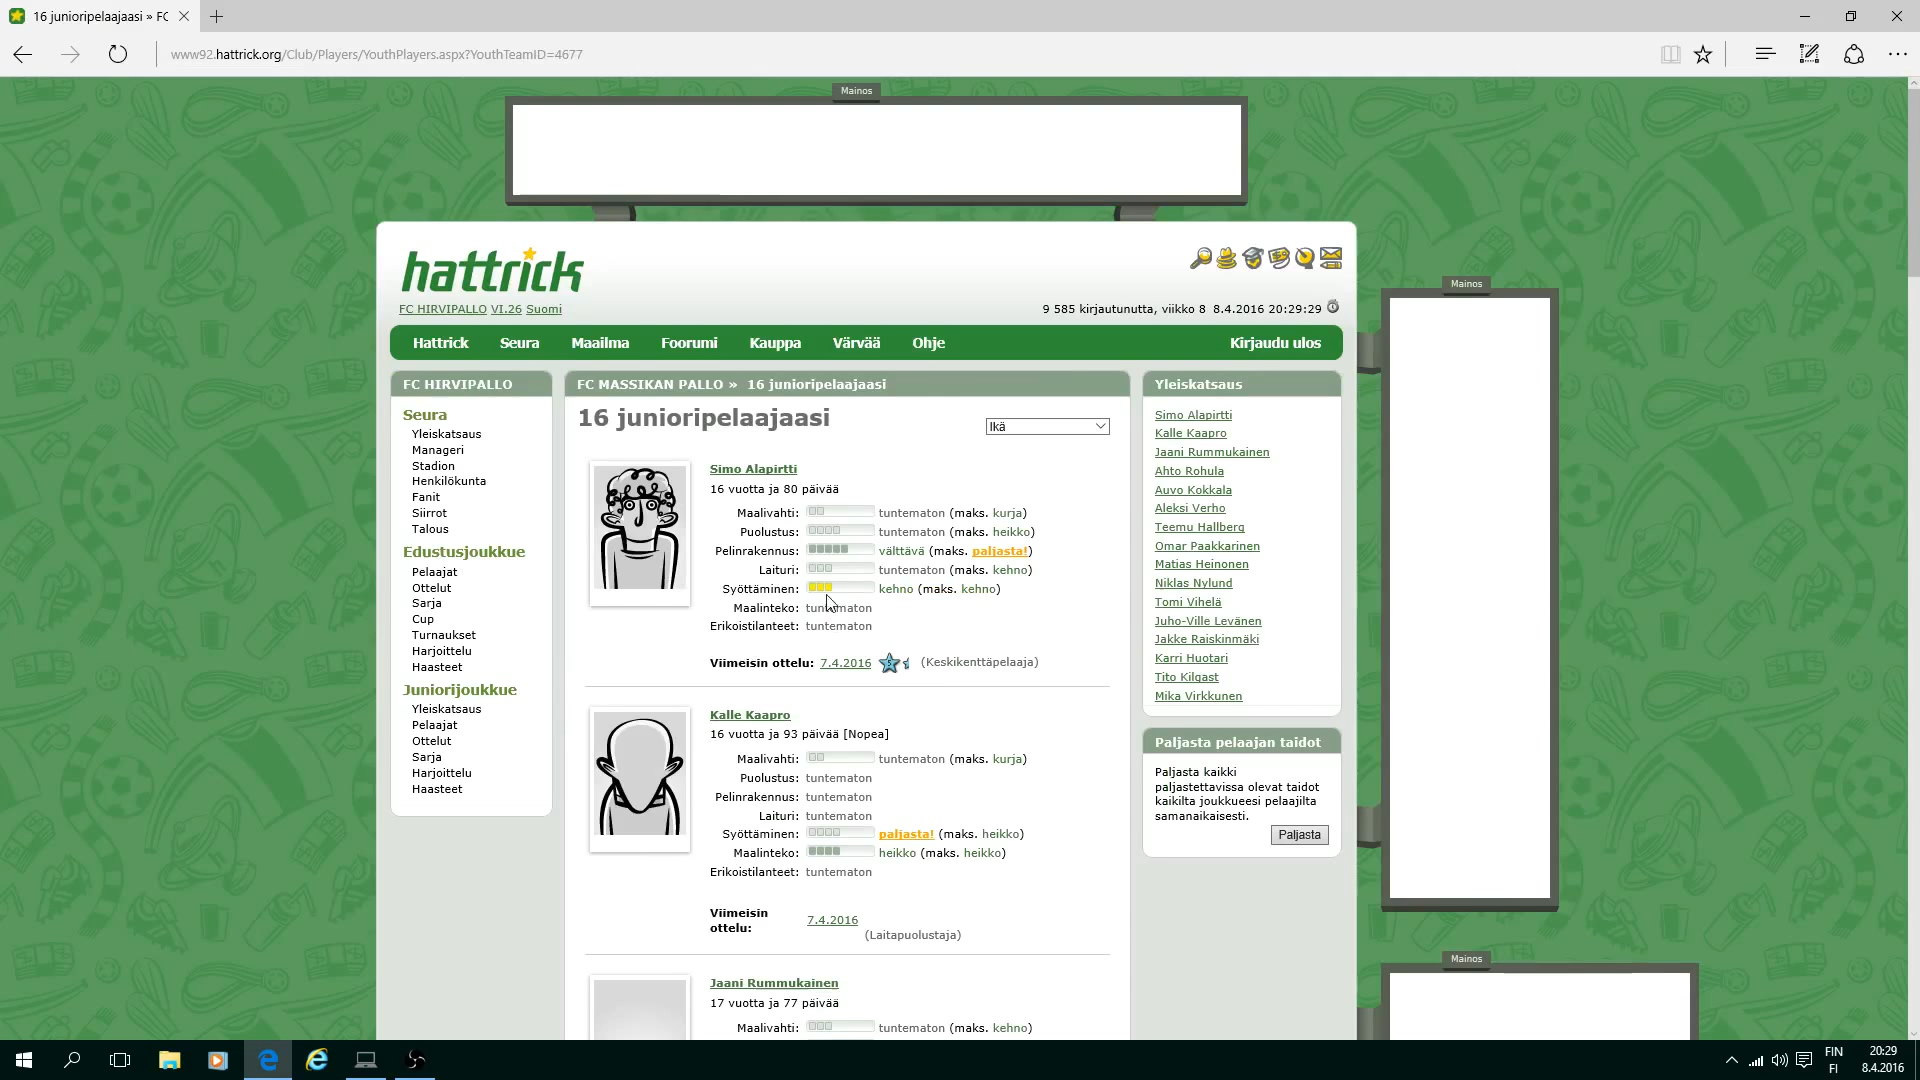 16 junioripelaajaasi » FC
www92.hattrick.org/Club/Players/YouthPlayers.aspx?YouthTeamID=4677
Mainos
hattrick
FC HIRVIPALLO VI.26 Suomi
9 585 kirjautunutta, viikko 8 8.4.2016 20:29:29
Hattrick Seura Maailma Foorumi Kauppa Värvää Ohje Kirjaudu ulos
FC HIRVIPALLO
Seura
Yleiskatsaus
Manageri
Stadion
Henkilökunta
Fanit
Siirrot
Talous
Edustusjoukkue
Pelaajat
Ottelut
Sarja
Cup
Turnaukset
Harjoittelu
Haasteet
Juniorijoukkue
Yleiskatsaus
Pelaajat
Ottelut
Sarja
Harjoittelu
Haasteet
FC MASSIKAN PALLO » 16 junioripelaajaasi
16 junioripelaajaasi
Ikä
Simo Alapirtti
16 vuotta ja 80 päivää
Maalivahti: tuntematon (maks. kurja)
Puolustus: tuntematon (maks. heikko)
Pelinrakennus: välttävä (maks. paljasta!)
Laituri: tuntematon (maks. kehno)
Syöttäminen: kehno (maks. kehno)
Maalinteko: tuntematon
Erikoistilanteet: tuntematon
Viimeisin ottelu: 7.4.2016 5 (Keskikenttäpelaaja)
Kalle Kaapro
16 vuotta ja 93 päivää [Nopea]
Maalivahti: tuntematon (maks. kurja)
Puolustus: tuntematon
Pelinrakennus: tuntematon
Laituri: tuntematon
Syöttäminen: paljasta! (maks. heikko)
Maalinteko: heikko (maks. heikko)
Erikoistilanteet: tuntematon
Viimeisin
ottelu: 7.4.2016
(Laitapuolustaja)
Jaani Rummukainen
17 vuotta ja 77 päivää
Maalivahti: tuntematon (maks. kehno)
Yleiskatsaus
Simo Alapirtti
Kalle Kaapro
Jaani Rummukainen
Ahto Rohula
Auvo Kokkala
Aleksi Verho
Teemu Hallberg
Omar Paakkarinen
Matias Heinonen
Niklas Nylund
Tomi Vihelä
Juho-Ville Levänen
Jakke Raiskinmäki
Karri Huotari
Tito Kilgast
Mika Virkkunen
Paljasta pelaajan taidot
Paljasta kaikki
paljastettavissa olevat taidot
kaikilta joukkueesi pelaajilta
samanaikaisesti.
Paljasta
Mainos
Mainos
FIN
FI
20:29
8.4.2016